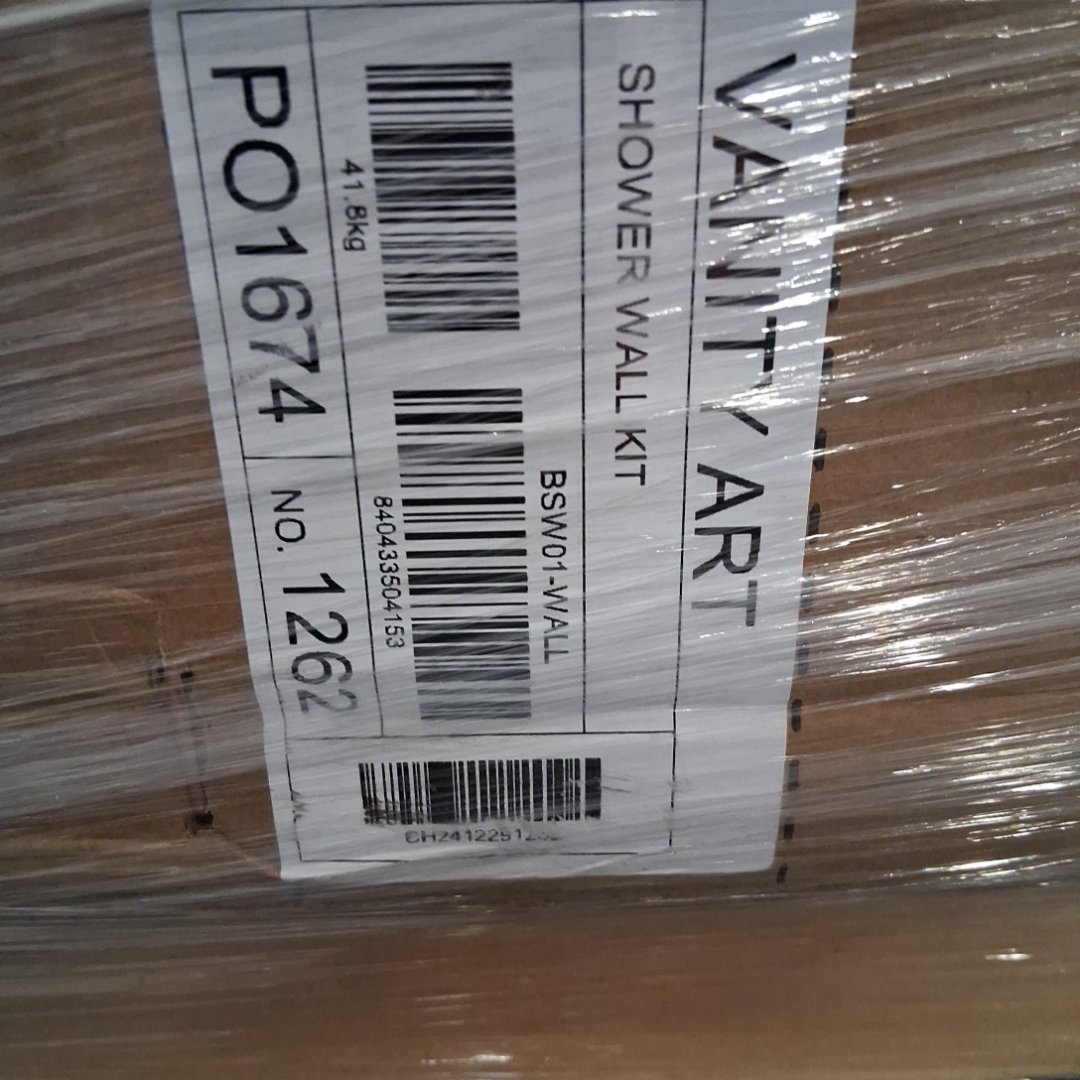 VANITY ART
SHOWER WALL KIT
BSW01-WALL
840433504153
41.8kg
PO1674
NO. 1262